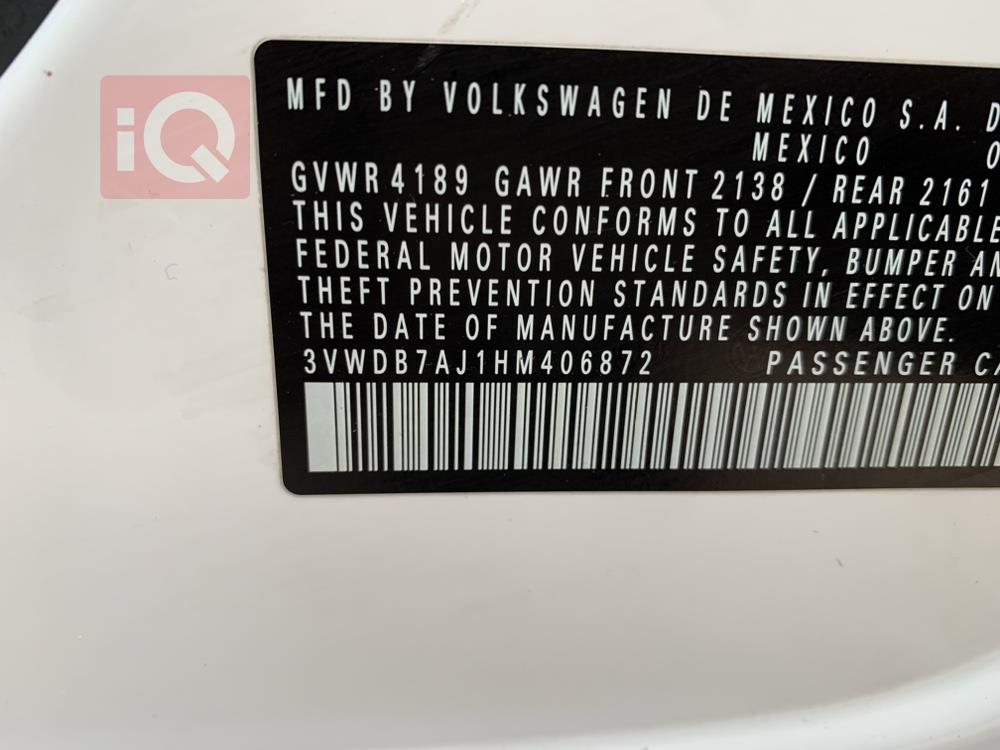 iQ
MFD BY VOLKSWAGEN DE MEXICO S.A. D
MEXICO
GVWR 4189 GAWR FRONT 2138 / REAR 2161
THIS VEHICLE CONFORMS TO ALL APPLICABLE
FEDERAL MOTOR VEHICLE SAFETY, BUMPER AN
THEFT PREVENTION STANDARDS IN EFFECT ON
THE DATE OF MANUFACTURE SHOWN ABOVE.
3VWDB7AJ1HM406872 PASSENGER CA